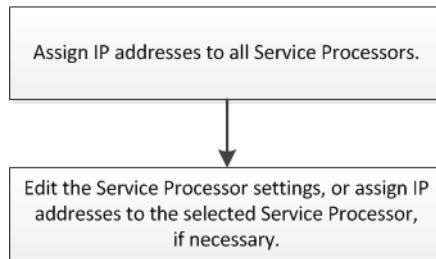 Assign IP addresses to all Service Processors.
Edit the Service Processor settings, or assign IP
addresses to the selected Service Processor,
if necessary.